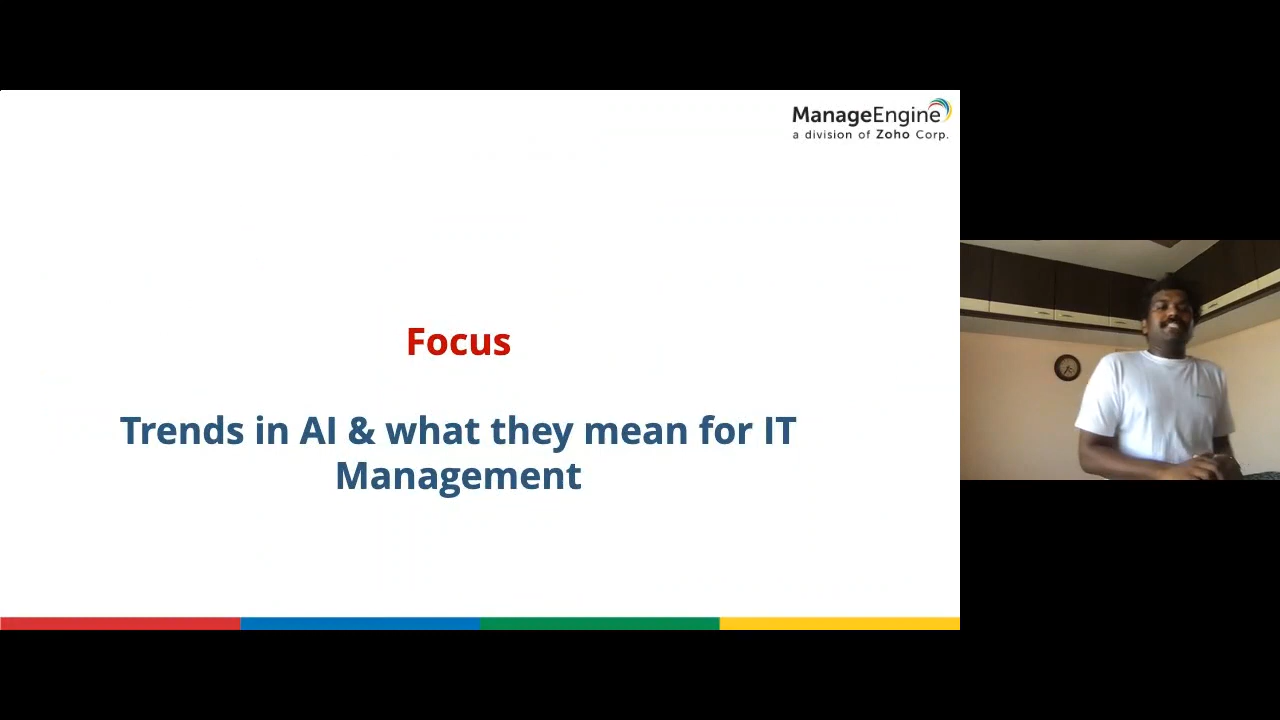 ManageEngine
a division of Zoho Corp.
Focus
Trends in AI & what they mean for IT
Management